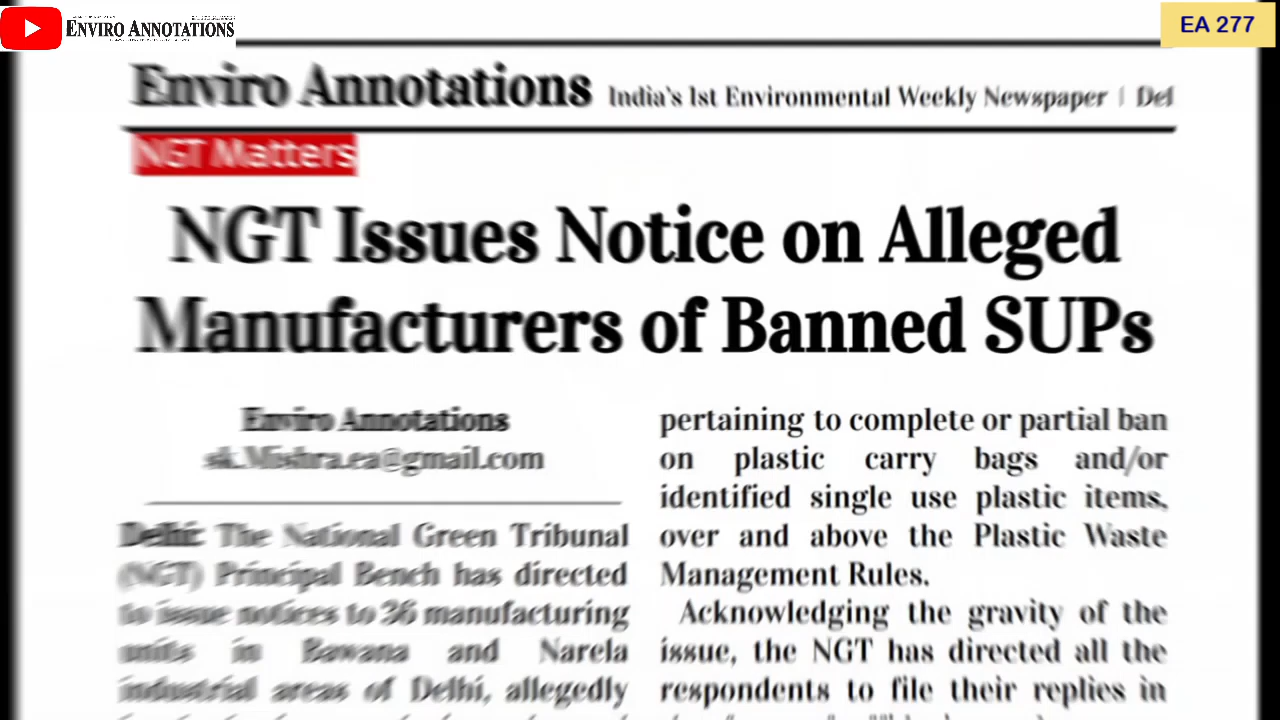 ENVIRO ANNOTATIONS
EA 277
Enviro Annotations India's 1st Environmental Weekly Newspaper | Del
NGT Matters
NGT Issues Notice on Alleged
Manufacturers of Banned SUPs
Enviro Annotations
sk.Mishra.ea@gmail.com
Delhi: The National Green Tribunal
(NGT) Principal Bench has directed
to issue notices to 36 manufacturing
units in Bawana and Narela
industrial areas of Delhi, allegedly
pertaining to complete or partial ban
on plastic carry bags and/or
identified single use plastic items,
over and above the Plastic Waste
Management Rules.
Acknowledging the gravity of the
issue, the NGT has directed all the
respondents to file their replies in